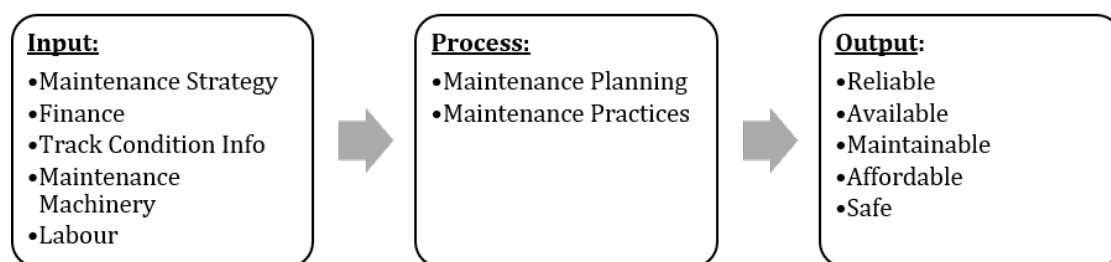 Input:
•Maintenance Strategy
•Finance
•Track Condition Info
•Maintenance
Machinery
•Labour
Process:
•Maintenance Planning
•Maintenance Practices
Output:
•Reliable
•Available
•Maintainable
•Affordable
•Safe